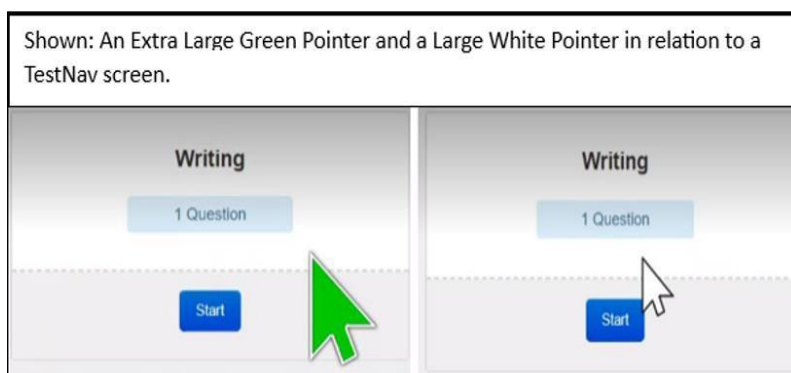 Shown: An Extra Large Green Pointer and a Large White Pointer in relation to a
TestNav screen.
Writing
1 Question
Start
Writing
1 Question
Start